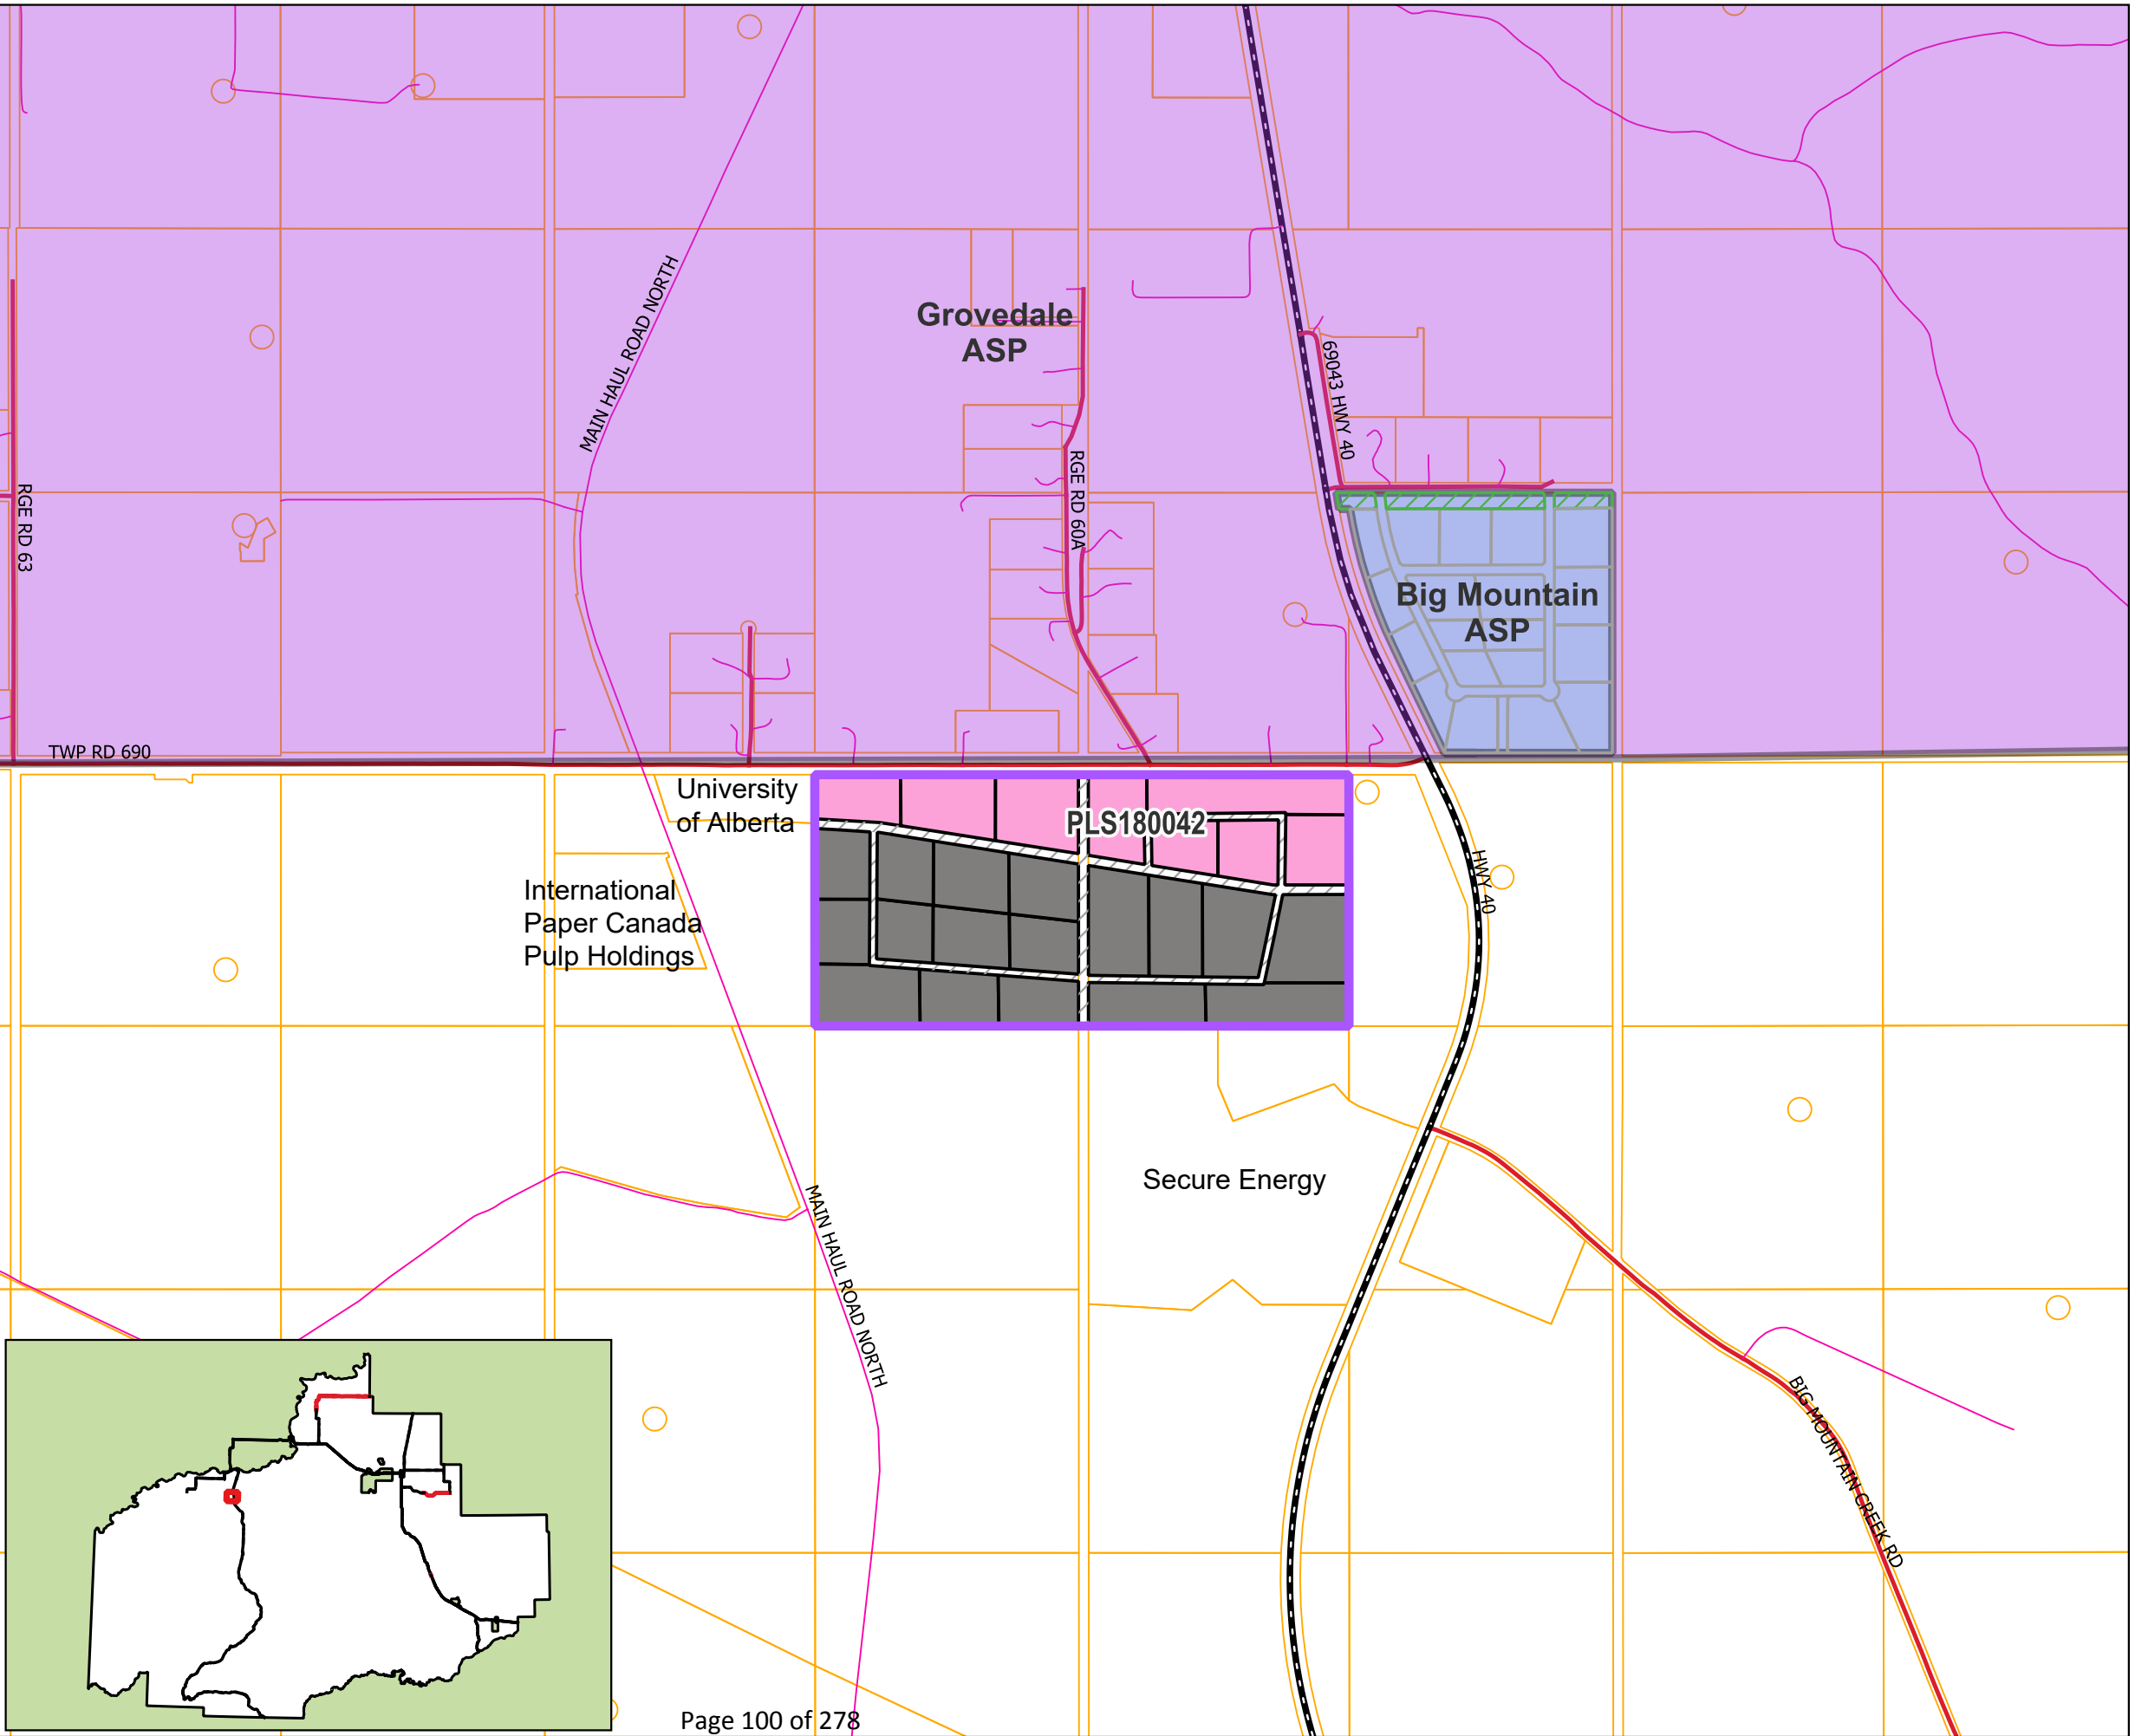 MAIN HAUL ROAD NORTH
Grovedale
ASP
69043 HWY 40
RGE RD 60A
RGE RD 63
Big Mountain
ASP
TWP RD 690
University
of Alberta
PLS180042
HWY 40
International
Paper Canada
Pulp Holdings
Secure Energy
MAIN HAUL ROAD NORTH
BIG MOUNTAIN CREEK RD
Page 100 of 278